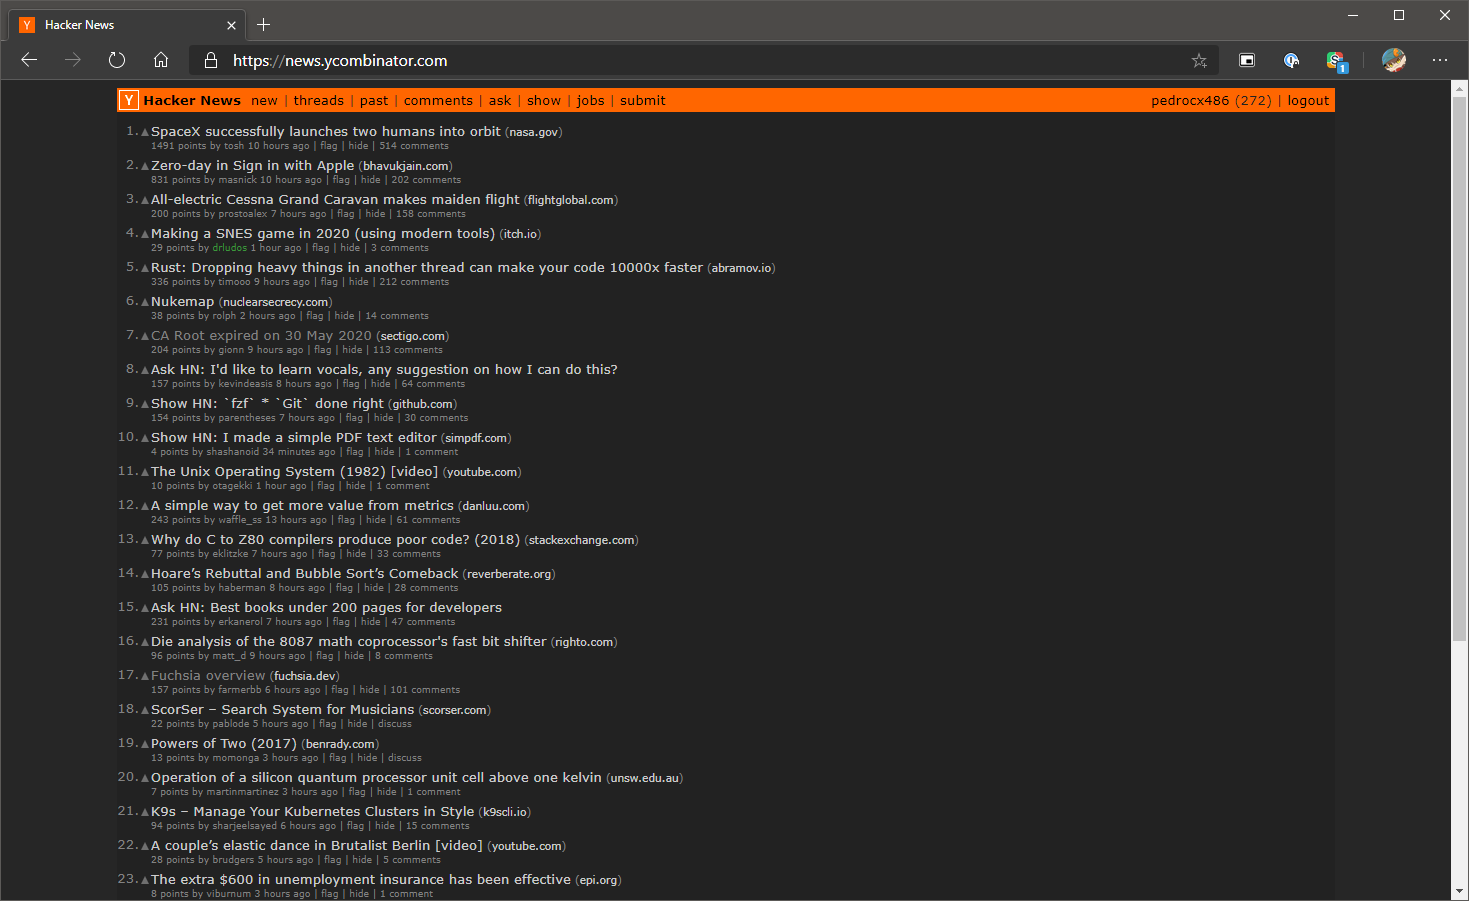 Y Hacker News
https://news.ycombinator.com
1
Y Hacker News new | threads | past | comments | ask | show | jobs | submit pedrocx486 (272) | logout
1. SpaceX successfully launches two humans into orbit (nasa.gov)
1491 points by tosh 10 hours ago | flag | hide | 514 comments
2. Zero-day in Sign in with Apple (bhavukjain.com)
831 points by masnick 10 hours ago | flag | hide | 202 comments
3. All-electric Cessna Grand Caravan makes maiden flight (flightglobal.com)
200 points by prostoalex 7 hours ago | flag | hide | 158 comments
4. Making a SNES game in 2020 (using modern tools) (itch.io)
29 points by drludos 1 hour ago | flag | hide | 3 comments
5. Rust: Dropping heavy things in another thread can make your code 10000x faster (abramov.io)
336 points by timooo 9 hours ago | flag | hide | 212 comments
6. Nukemap (nuclearsecrecy.com)
38 points by rolph 2 hours ago | flag | hide | 14 comments
7. CA Root expired on 30 May 2020 (sectigo.com)
204 points by gionn 9 hours ago | flag | hide | 113 comments
8. Ask HN: I'd like to learn vocals, any suggestion on how I can do this?
157 points by kevindeasis 8 hours ago | flag | hide | 64 comments
9. Show HN: `fzf` * `Git` done right (github.com)
154 points by parentheses 7 hours ago | flag | hide | 30 comments
10. Show HN: I made a simple PDF text editor (simpdf.com)
4 points by shashanoid 34 minutes ago | flag | hide | 1 comment
11. The Unix Operating System (1982) [video] (youtube.com)
10 points by otagekki 1 hour ago | flag | hide | 1 comment
12. A simple way to get more value from metrics (danluu.com)
243 points by waffle_ss 13 hours ago | flag | hide | 61 comments
13. Why do C to Z80 compilers produce poor code? (2018) (stackexchange.com)
77 points by eklitzke 7 hours ago | flag | hide | 33 comments
14. Hoare’s Rebuttal and Bubble Sort’s Comeback (reverberate.org)
105 points by haberman 8 hours ago | flag | hide | 28 comments
15. Ask HN: Best books under 200 pages for developers
231 points by erkanerol 7 hours ago | flag | hide | 47 comments
16. Die analysis of the 8087 math coprocessor's fast bit shifter (righto.com)
96 points by matt_d 9 hours ago | flag | hide | 8 comments
17. Fuchsia overview (fuchsia.dev)
157 points by farmerbb 6 hours ago | flag | hide | 101 comments
18. ScorSer – Search System for Musicians (scorser.com)
22 points by pablode 5 hours ago | flag | hide | discuss
19. Powers of Two (2017) (benrady.com)
13 points by momonga 3 hours ago | flag | hide | discuss
20. Operation of a silicon quantum processor unit cell above one kelvin (unsw.edu.au)
7 points by martinmartinez 3 hours ago | flag | hide | 1 comment
21. K9s – Manage Your Kubernetes Clusters in Style (k9scli.io)
94 points by sharjeelsayed 6 hours ago | flag | hide | 15 comments
22. A couple’s elastic dance in Brutalist Berlin [video] (youtube.com)
28 points by brudgers 5 hours ago | flag | hide | 5 comments
23. The extra $600 in unemployment insurance has been effective (epi.org)
8 points by viburnum 3 hours ago | flag | hide | 1 comment